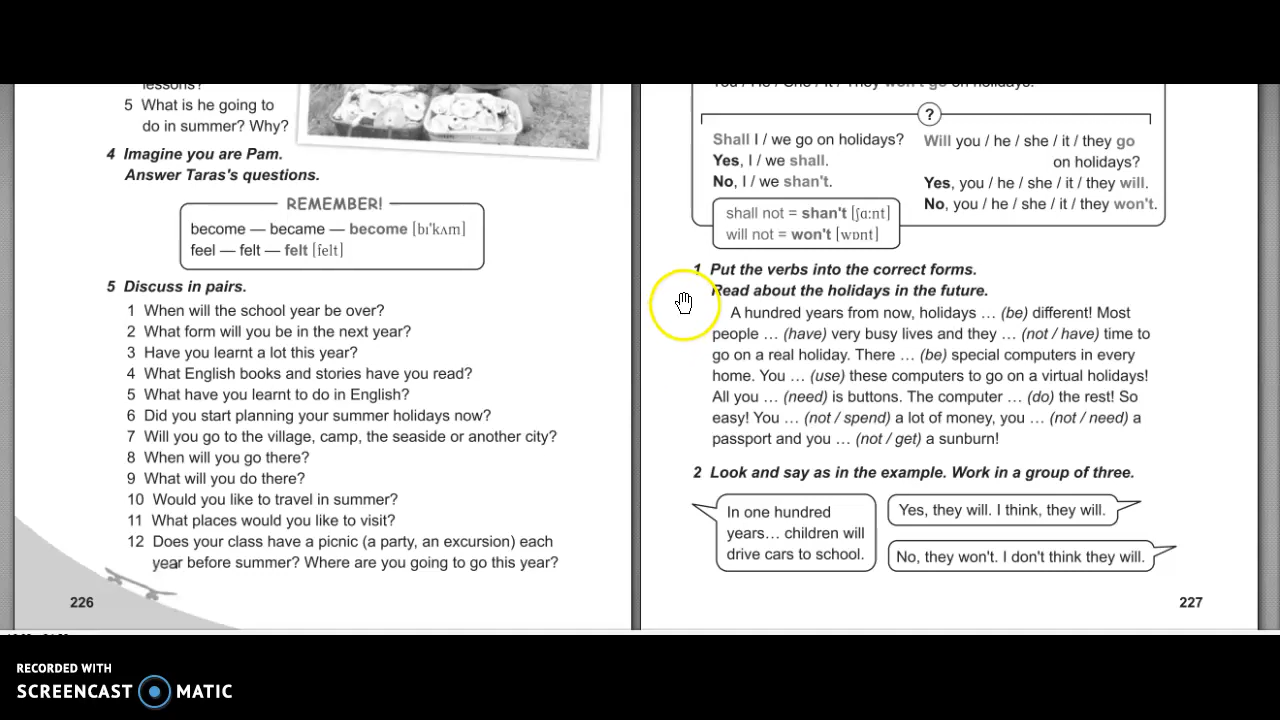 lessons?
5 What is he going to
do in summer? Why?
4 Imagine you are Pam.
Answer Taras's questions.
REMEMBER!
become — became — become [bɪ'kʌm]
feel — felt — felt [felt]
5 Discuss in pairs.
1 When will the school year be over?
2 What form will you be in the next year?
3 Have you learnt a lot this year?
4 What English books and stories have you read?
5 What have you learnt to do in English?
6 Did you start planning your summer holidays now?
7 Will you go to the village, camp, the seaside or another city?
8 When will you go there?
9 What will you do there?
10 Would you like to travel in summer?
11 What places would you like to visit?
12 Does your class have a picnic (a party, an excursion) each
year before summer? Where are you going to go this year?
226
You / He / She / It / They won't go on holidays.
?
Shall I / we go on holidays?
Yes, I / we shall.
No, I / we shan't.
Will you / he / she / it / they go
on holidays?
Yes, you / he / she / it / they will.
No, you / he / she / it / they won't.
shall not = shan't [ʃɑ:nt]
will not = won't [wɒnt]
1 Put the verbs into the correct forms.
Read about the holidays in the future.
A hundred years from now, holidays … (be) different! Most
people … (have) very busy lives and they … (not / have) time to
go on a real holiday. There … (be) special computers in every
home. You … (use) these computers to go on a virtual holidays!
All you … (need) is buttons. The computer … (do) the rest! So
easy! You … (not / spend) a lot of money, you … (not / need) a
passport and you … (not / get) a sunburn!
2 Look and say as in the example. Work in a group of three.
In one hundred
years… children will
drive cars to school.
Yes, they will. I think, they will.
No, they won't. I don't think they will.
227
RECORDED WITH
SCREENCAST MATIC